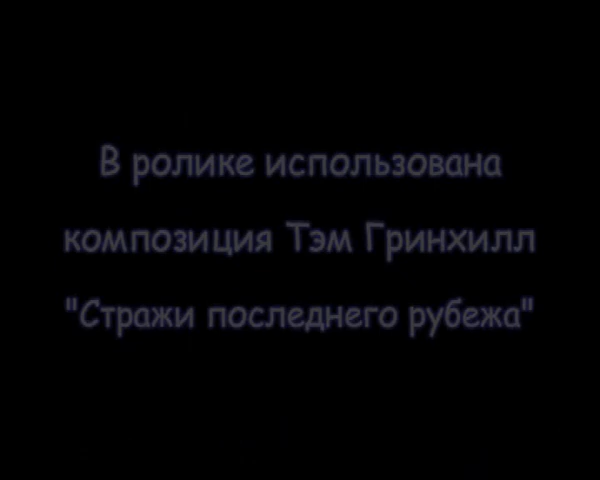 В ролике использована
композиция Тэм Гринхилл
"Стражи последнего рубежа"